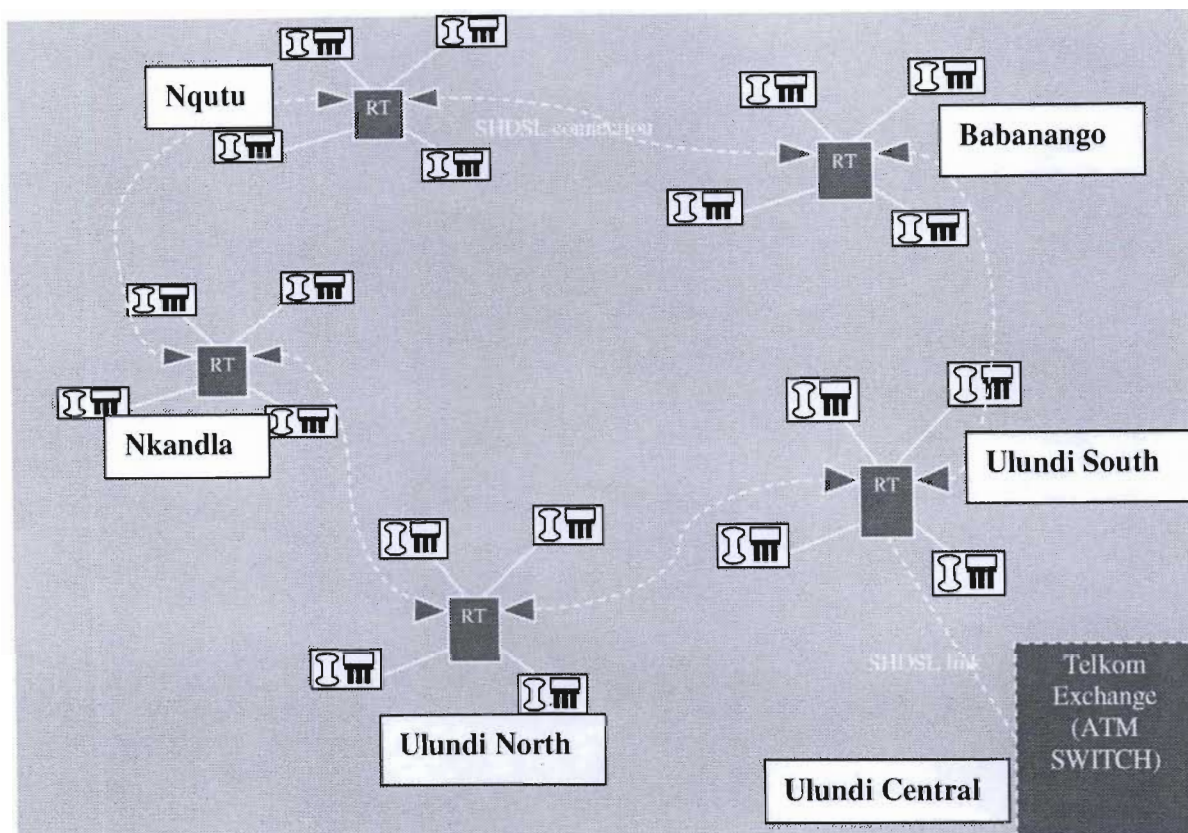 Nqutu
RT
SHDSL connection
RT
Babanango
RT
Nkandla
RT
Ulundi South
RT
Ulundi North
SHDSL link
Telkom
Exchange
(ATM
SWITCH)
Ulundi Central